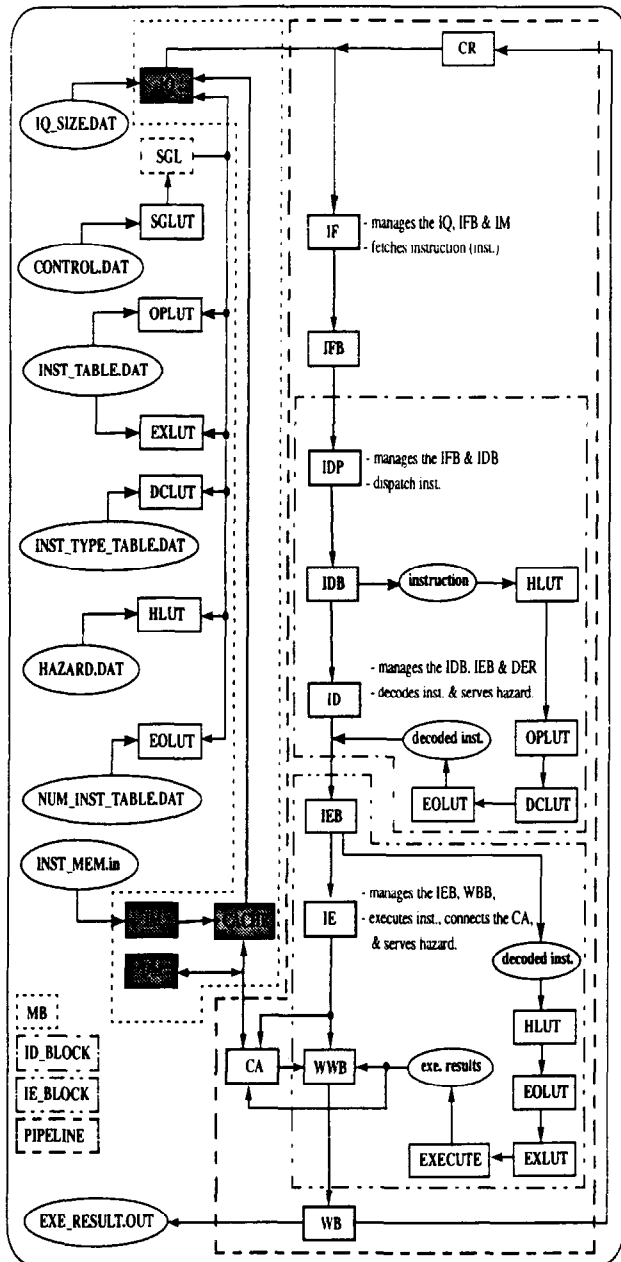 CR
IQ_SIZE.DAT
SGL
SGLUT
CONTROL.DAT
IF
- manages the IQ, IFB & IM
- fetches instruction (inst.)
OPLUT
INST_TABLE.DAT
IFB
EXLUT
IDP
- manages the IFB & IDB
- dispatch inst.
DCLUT
INST_TYPE_TABLE.DAT
IDB
instruction
HLUT
HLUT
HAZARD.DAT
ID
- manages the IDB. IEB & DER
- decodes inst. & serves hazard.
EOLUT
decoded inst.
OPLUT
NUM_INST_TABLE.DAT
EOLUT
DCLUT
IEB
INST_MEM.in
IE
- manages the IEB, WBB,
- executes inst., connects the CA,
& serves hazard.
CACHE
decoded inst.
HLUT
MB
ID_BLOCK
IE_BLOCK
PIPELINE
CA
WWB
exe. results
EOLUT
EXECUTE
EXLUT
EXE_RESULT.OUT
WB